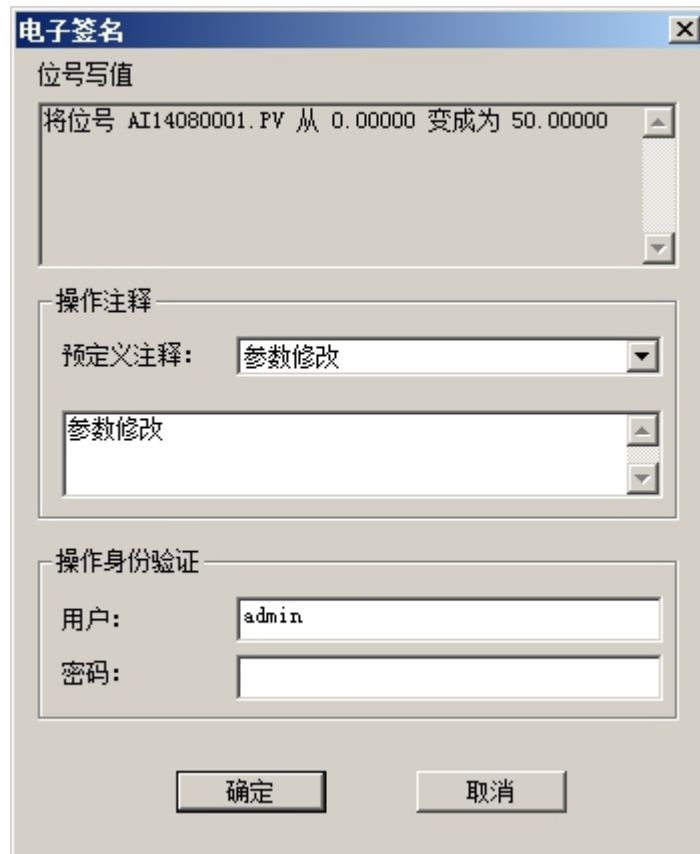 电子签名
位号写值
将位号 AI14080001.PV 从 0.00000 变成为 50.00000
操作注释
预定义注释: 参数修改
参数修改
操作身份验证
用户: admin
密码:
确定 取消